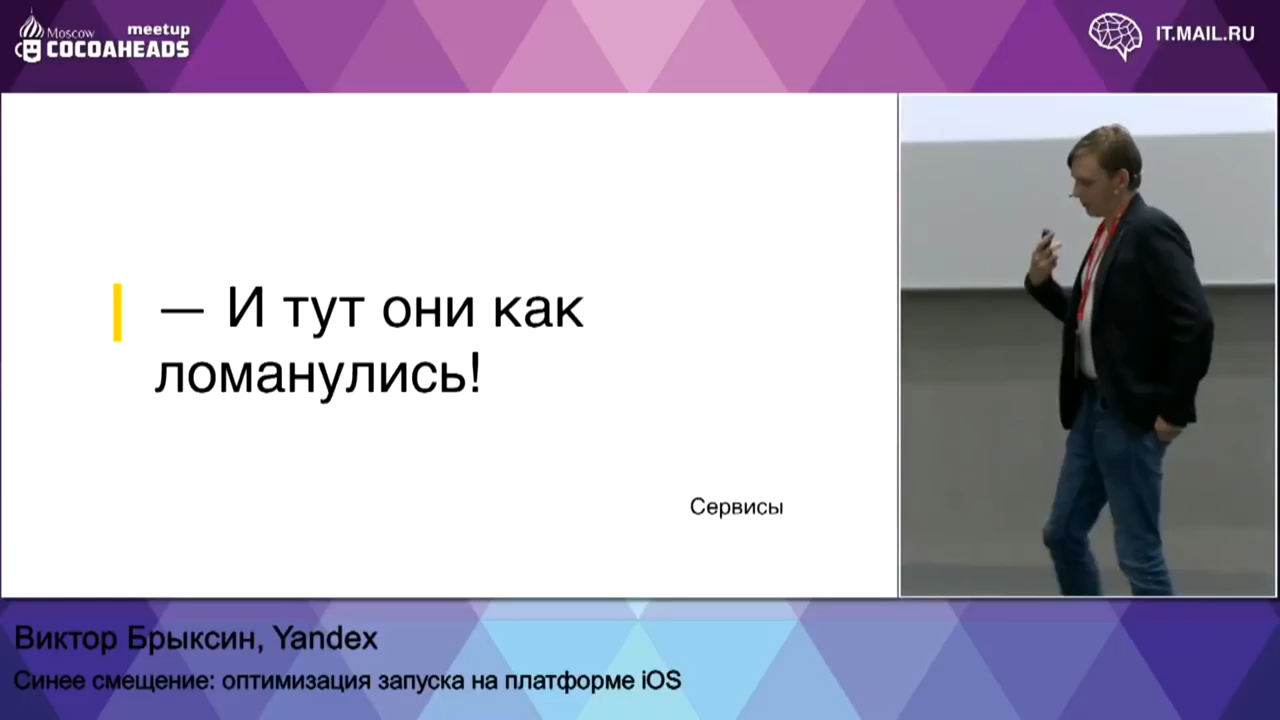 Moscow meetup
COCOAHEADS
IT.MAIL.RU
— И тут они как
ломанулись!
Сервисы
Виктор Брыксин, Yandex
Синее смещение: оптимизация запуска на платформе iOS